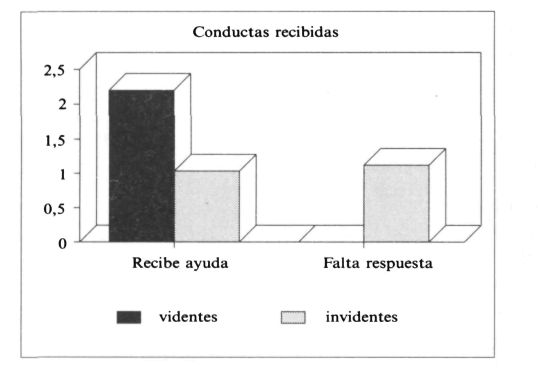 Conductas recibidas
2,5
2
1,5
1
0,5
0
Recibe ayuda Falta respuesta
videntes invidentes